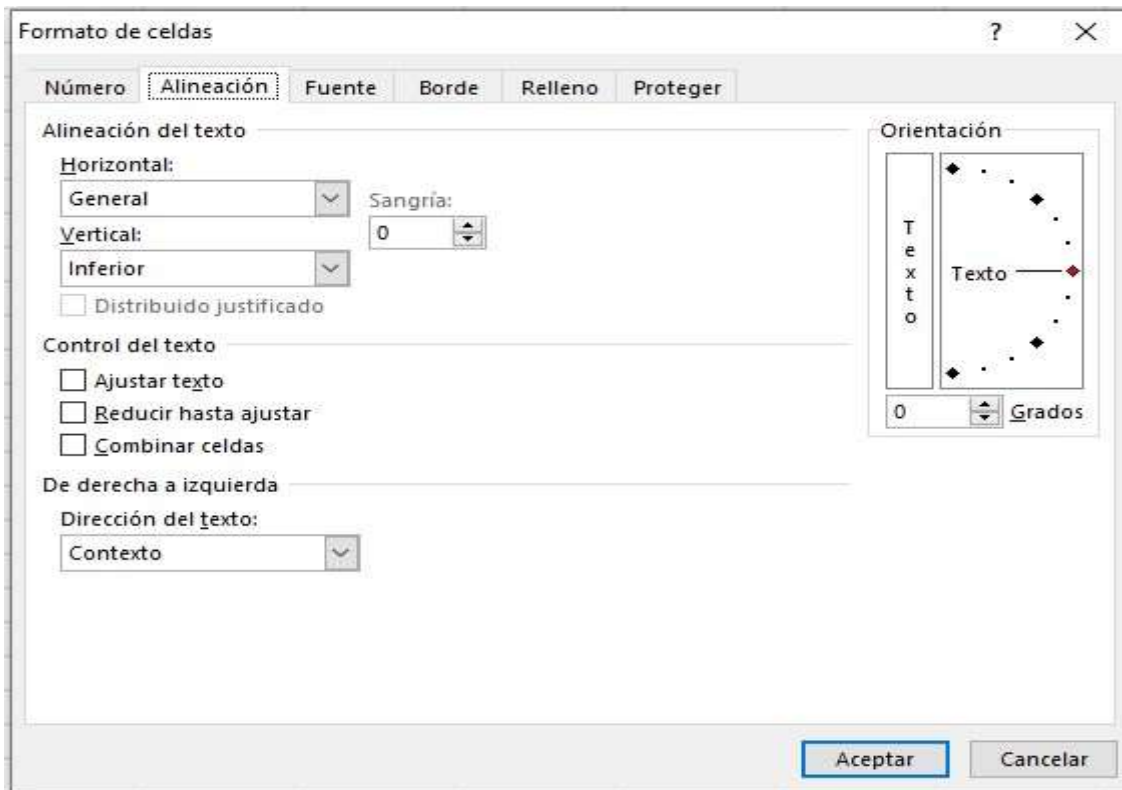 Formato de celdas ?
Número Alineación Fuente Borde Relleno Proteger
Alineación del texto
Horizontal:
General
Sangría:
0
Vertical:
Inferior
Distribuido justificado
Control del texto
Ajustar texto
Reducir hasta ajustar
Combinar celdas
De derecha a izquierda
Dirección del texto:
Contexto
Orientación
Texto
Texto
0 Grados
Aceptar Cancelar